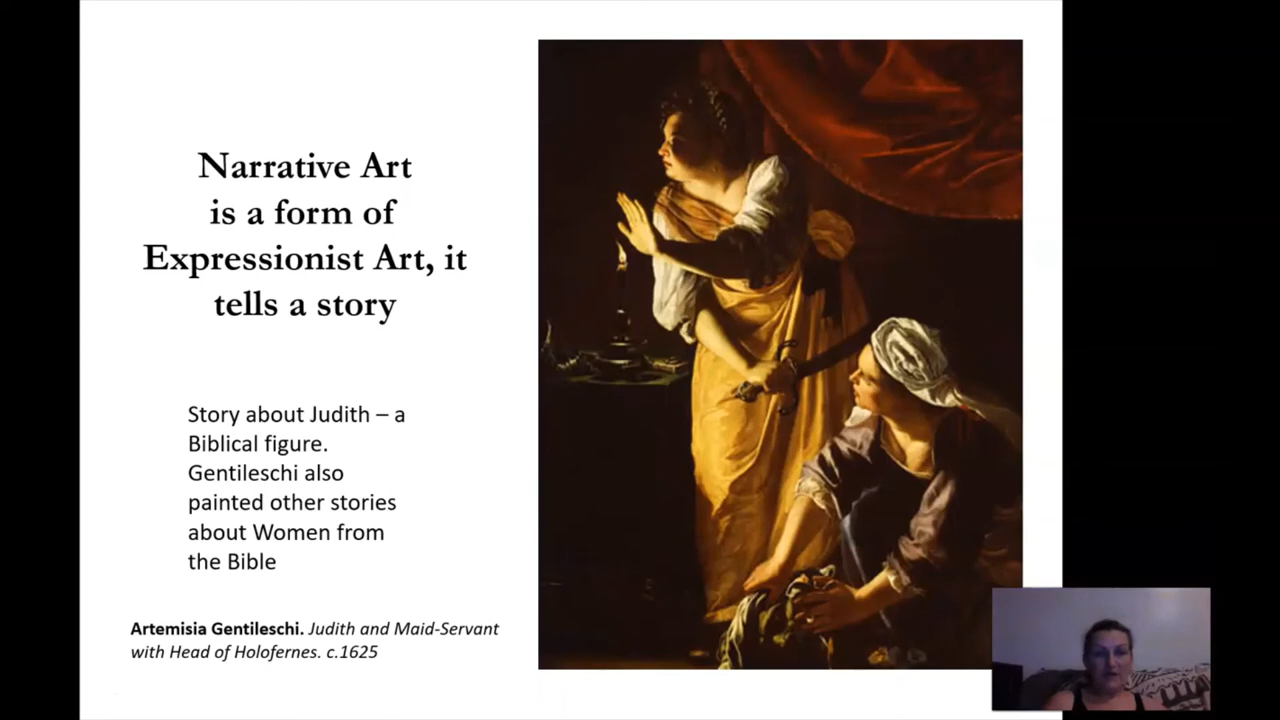 Narrative Art
is a form of
Expressionist Art, it
tells a story
Story about Judith – a
Biblical figure.
Gentileschi also
painted other stories
about Women from
the Bible
Artemisia Gentileschi. Judith and Maid-Servant
with Head of Holofernes. c.1625